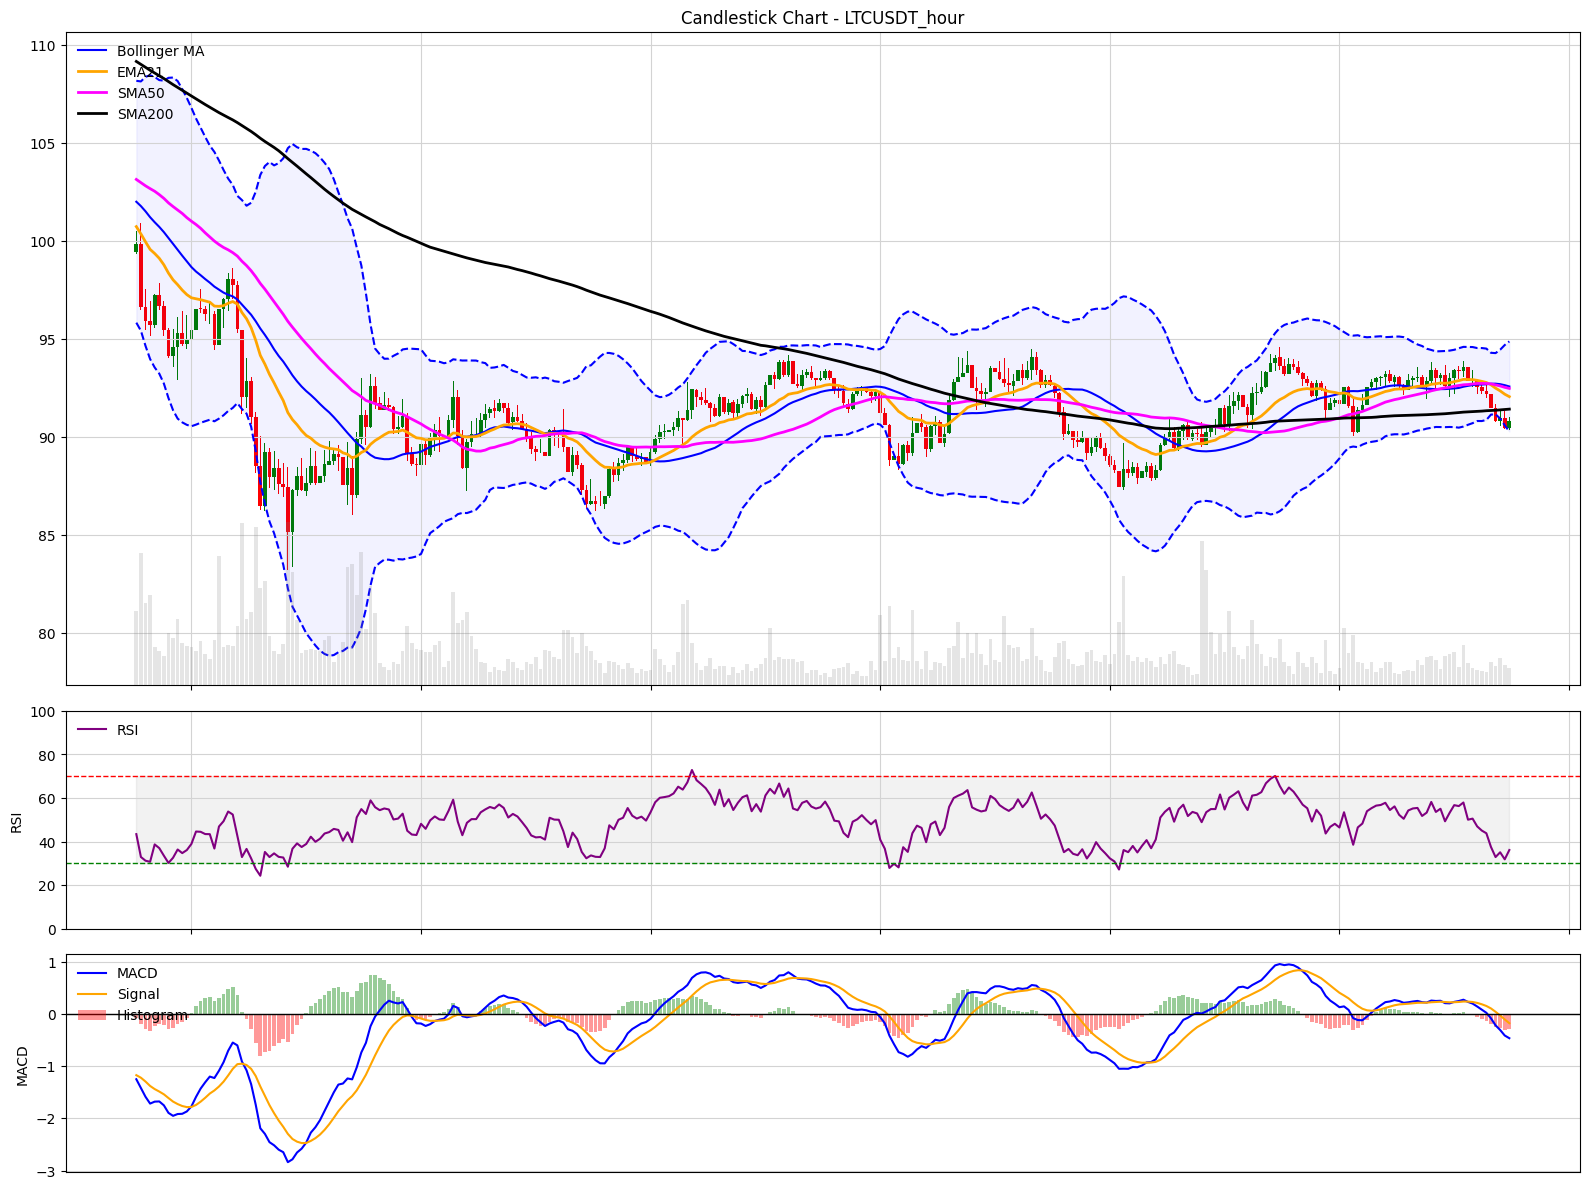 Candlestick Chart - LTCUSDT_hour
Bollinger MA
EMA21
SMA50
SMA200
110
105
100
95
90
85
80
RSI
100
80
60
40
20
0
RSI
MACD
Signal
Histogram
1
0
−1
−2
−3
MACD